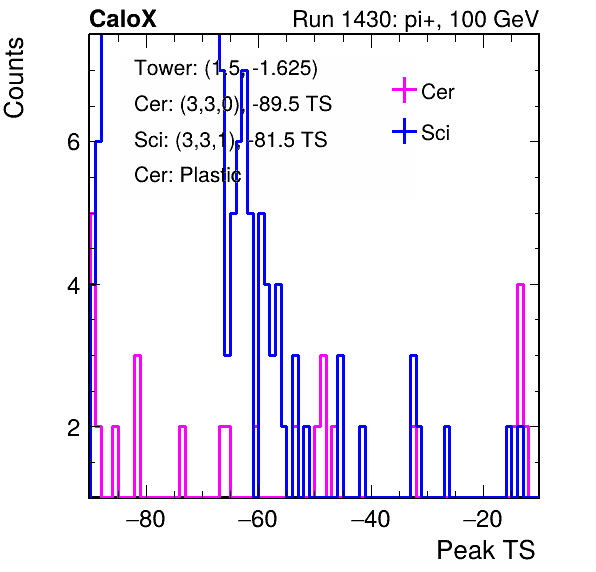 CaloX Run 1430: pi+, 100 GeV
Counts
Tower: (1.5, -1.625)
Cer: (3,3,0), -89.5 TS
Sci: (3,3,1), -81.5 TS
Cer: Plastic
Cer
Sci
6
4
2
−80 −60 −40 −20
Peak TS